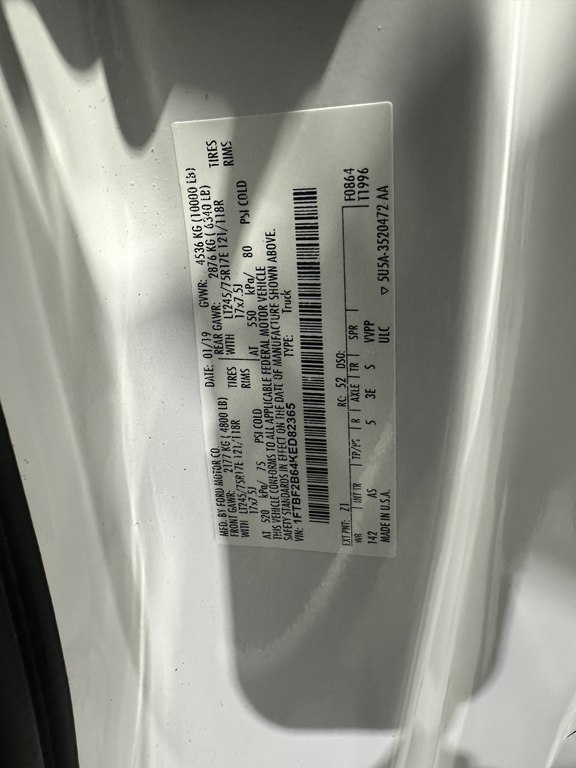 MFD. BY FORD MOTOR CO.
DATE: 01/19 GVWR: 4536 KG (10000 LB)
FRONT GAWR: 2177 KG ( 4800 LB) REAR GAWR: 2876 KG ( 6340 LB)
WITH LT245/75R17E 121/118R TIRES WITH LT245/75R17E 121/118R TIRES
17x7.5J RIMS 17x7.5J RIMS
AT 520 kPa/ 75 PSI COLD AT 550 kPa/ 80 PSI COLD
THIS VEHICLE CONFORMS TO ALL APPLICABLE FEDERAL MOTOR VEHICLE
SAFETY STANDARDS IN EFFECT ON THE DATE OF MANUFACTURE SHOWN ABOVE.
VIN: 1FTBF2B64KED82365 TYPE: Truck
EXT PNT: Z1 RC: 52 DSO: F0864
WB INT TR TP/PS R AXLE TR SPR T1996
142 AS 5 3E S VVPP
MADE IN U.S.A. ULC ▽ 5U5A-3520472 AA